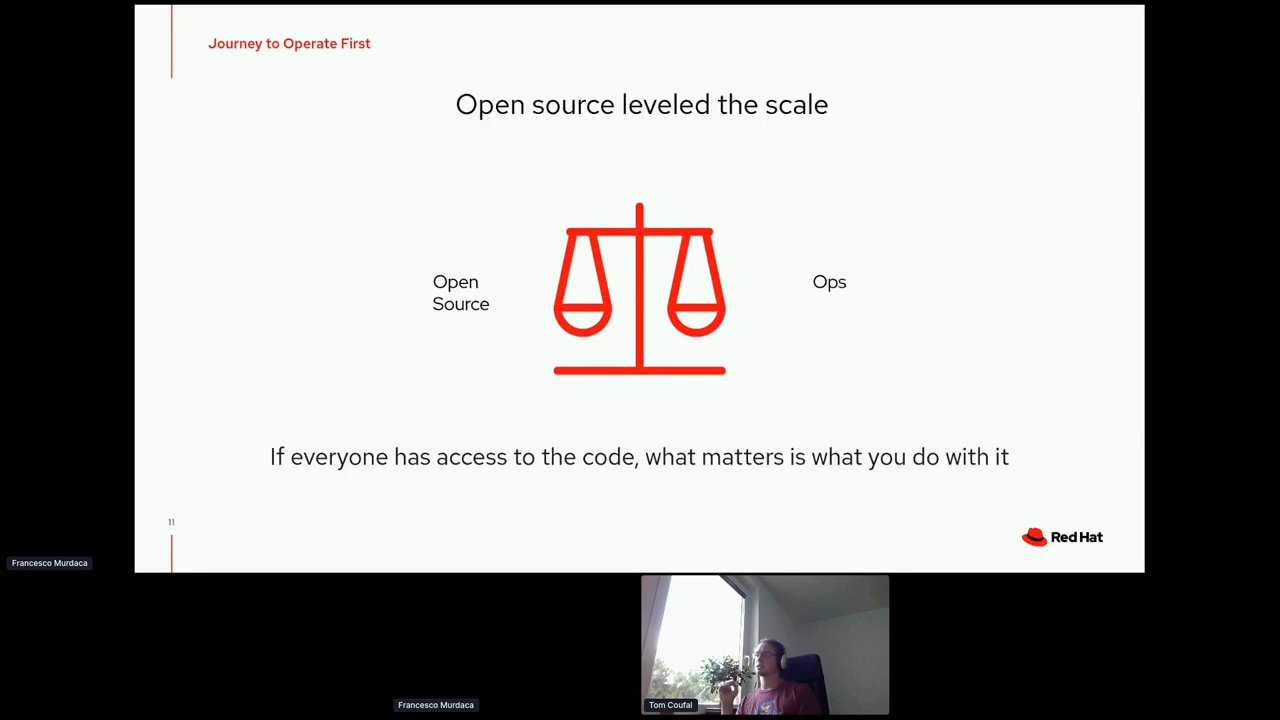 Journey to Operate First
Open source leveled the scale
Open
Source
Ops
If everyone has access to the code, what matters is what you do with it
11
Red Hat
Francesco Murdaca
Francesco Murdaca
Tom Coufal